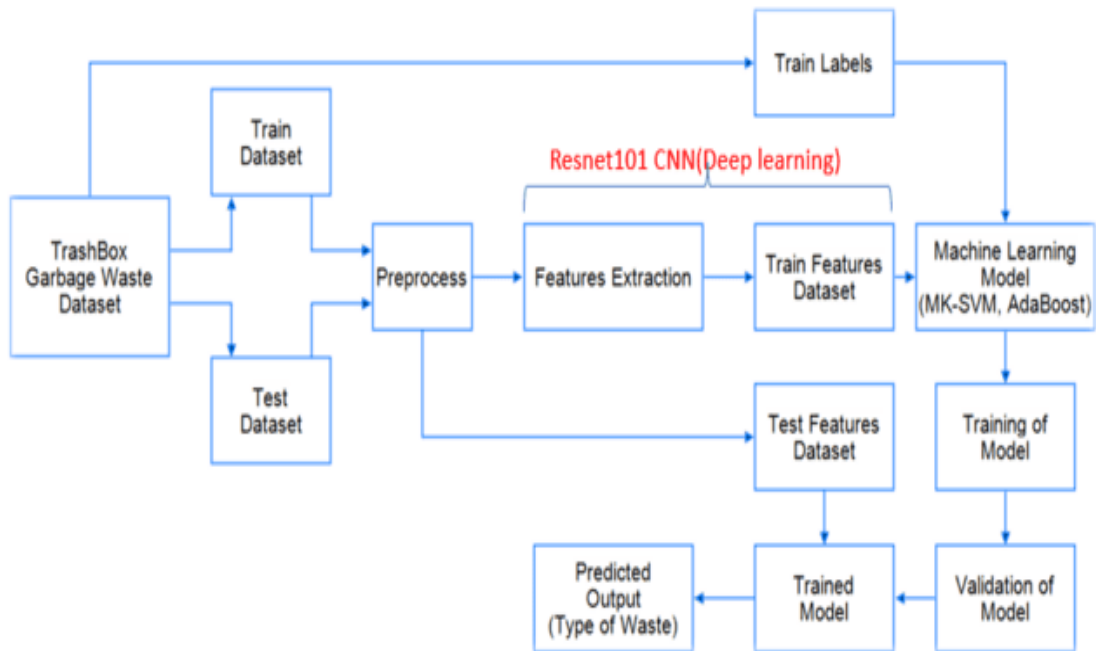 Train Labels
Train
Dataset
Resnet101 CNN(Deep learning)
TrashBox
Garbage Waste
Dataset
Preprocess
Features Extraction
Train Features
Dataset
Machine Learning
Model
(MK-SVM, AdaBoost)
Test
Dataset
Test Features
Dataset
Training of
Model
Predicted
Output
(Type of Waste)
Trained
Model
Validation of
Model